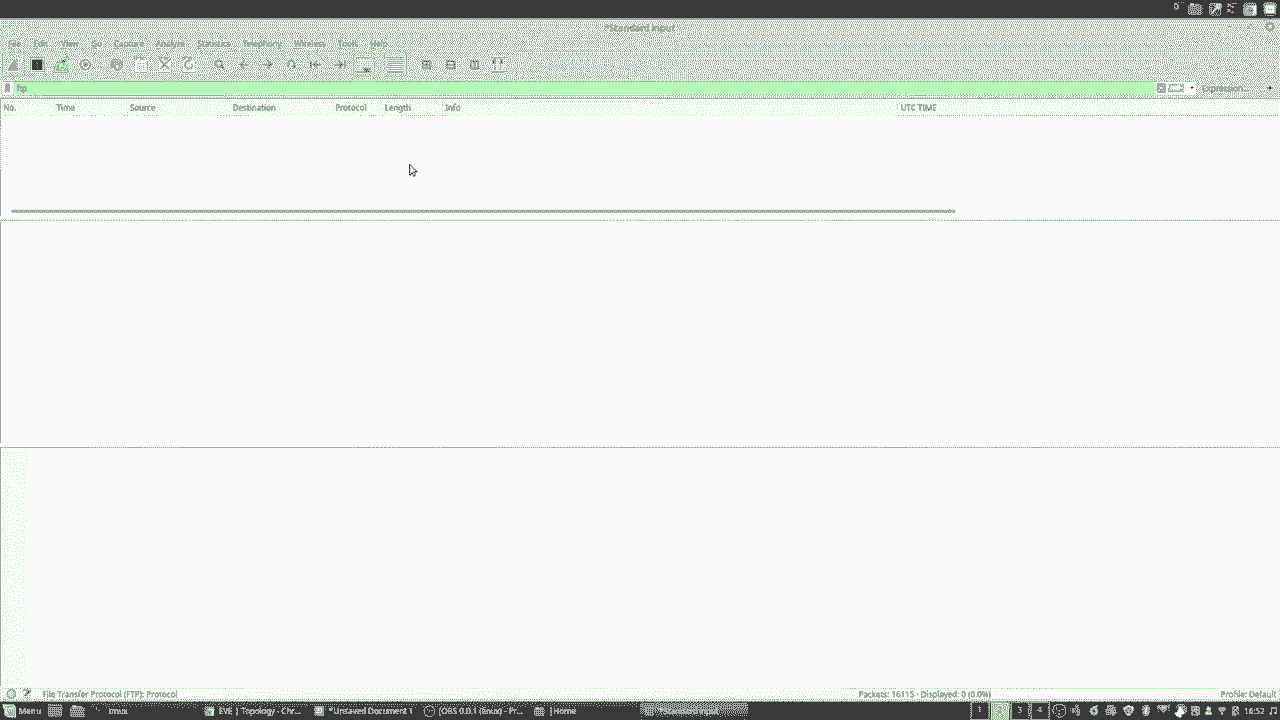 *Standard input
File Edit View Go Capture Analyze Statistics Telephony Wireless Tools Help
ftp Expression...
No. Time Source Destination Protocol Length Info UTC TIME
File Transfer Protocol (FTP): Protocol Packets: 16115 · Displayed: 0 (0.0%) Profile: Default
Menu tmux EVE | Topology - Chr... *Unsaved Document 1 [OBS 0.0.1 (linux) - Pr... [Home 1 3 4 16:52